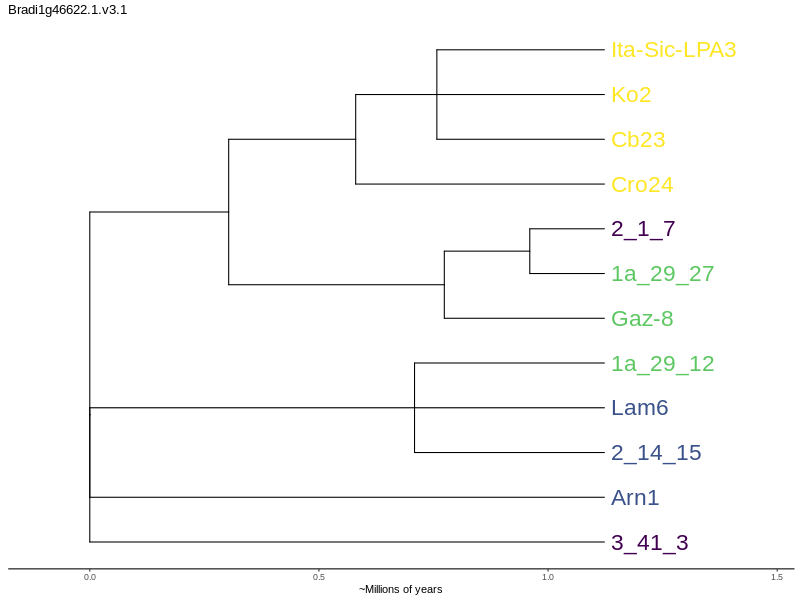 Bradi1g46622.1.v3.1
Ita-Sic-LPA3
Ko2
Cb23
Cro24
2_1_7
1a_29_27
Gaz-8
1a_29_12
Lam6
2_14_15
Arn1
3_41_3
0.0 0.5 1.0 1.5
~Millions of years